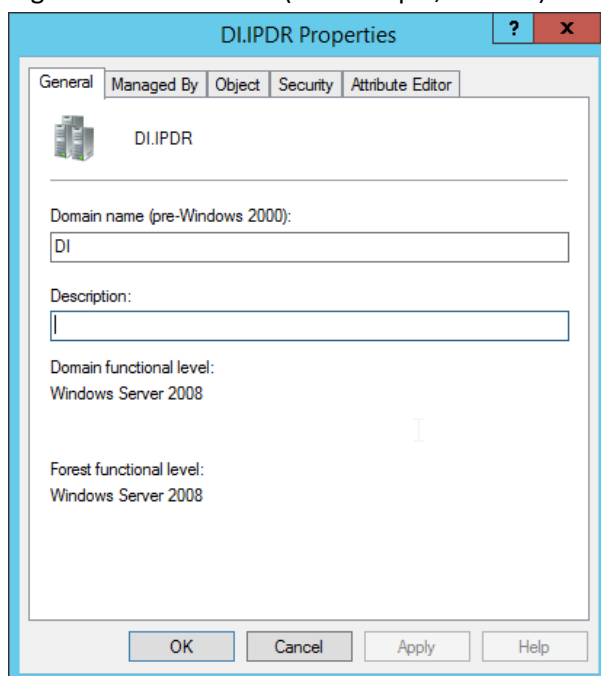 DI.IPDR Properties
?
x
General
Managed By
Object
Security
Attribute Editor
DI.IPDR
Domain name (pre-Windows 2000):
DI
Description:
Domain functional level:
Windows Server 2008
Forest functional level:
Windows Server 2008
OK
Cancel
Apply
Help